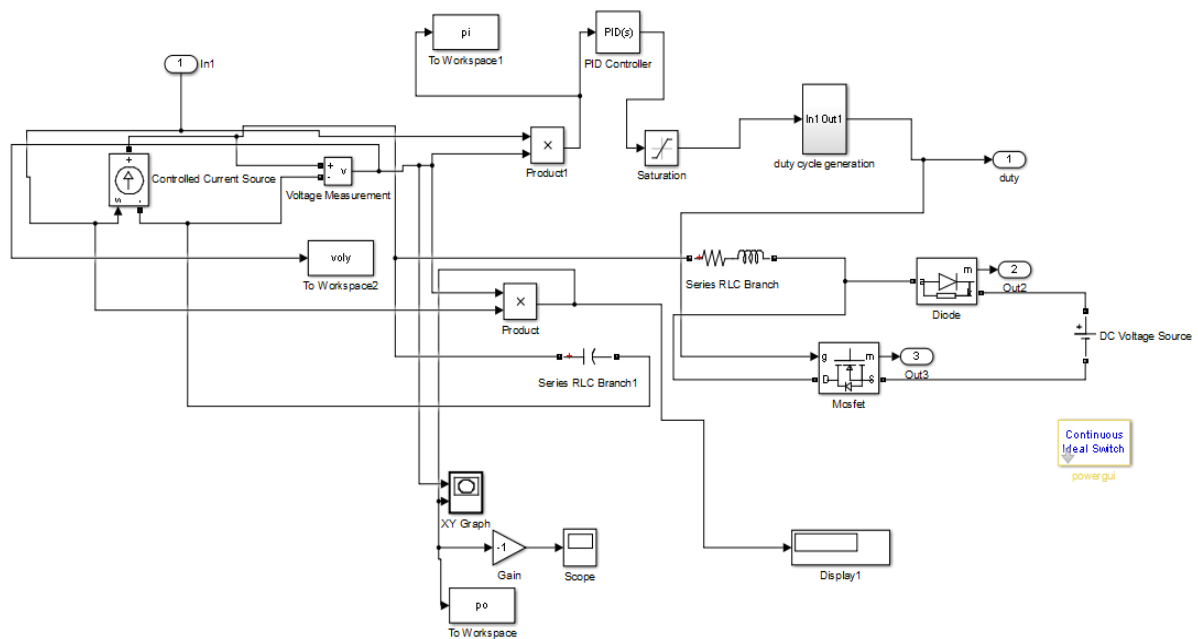 pi
To Workspace1
PID(s)
PID Controller
1
In1
+
s
-
Controlled Current Source
+
-
v
Voltage Measurement
×
Product1
Saturation
In1 Out1
duty cycle generation
1
duty
voly
To Workspace2
×
Product
+
Series RLC Branch
a
m
k
Diode
2
Out2
+
DC Voltage Source
+
Series RLC Branch1
g
m
D
S
Mosfet
3
Out3
Continuous
Ideal Switch
powergui
XY Graph
-1
Gain
Scope
Display1
po
To Workspace